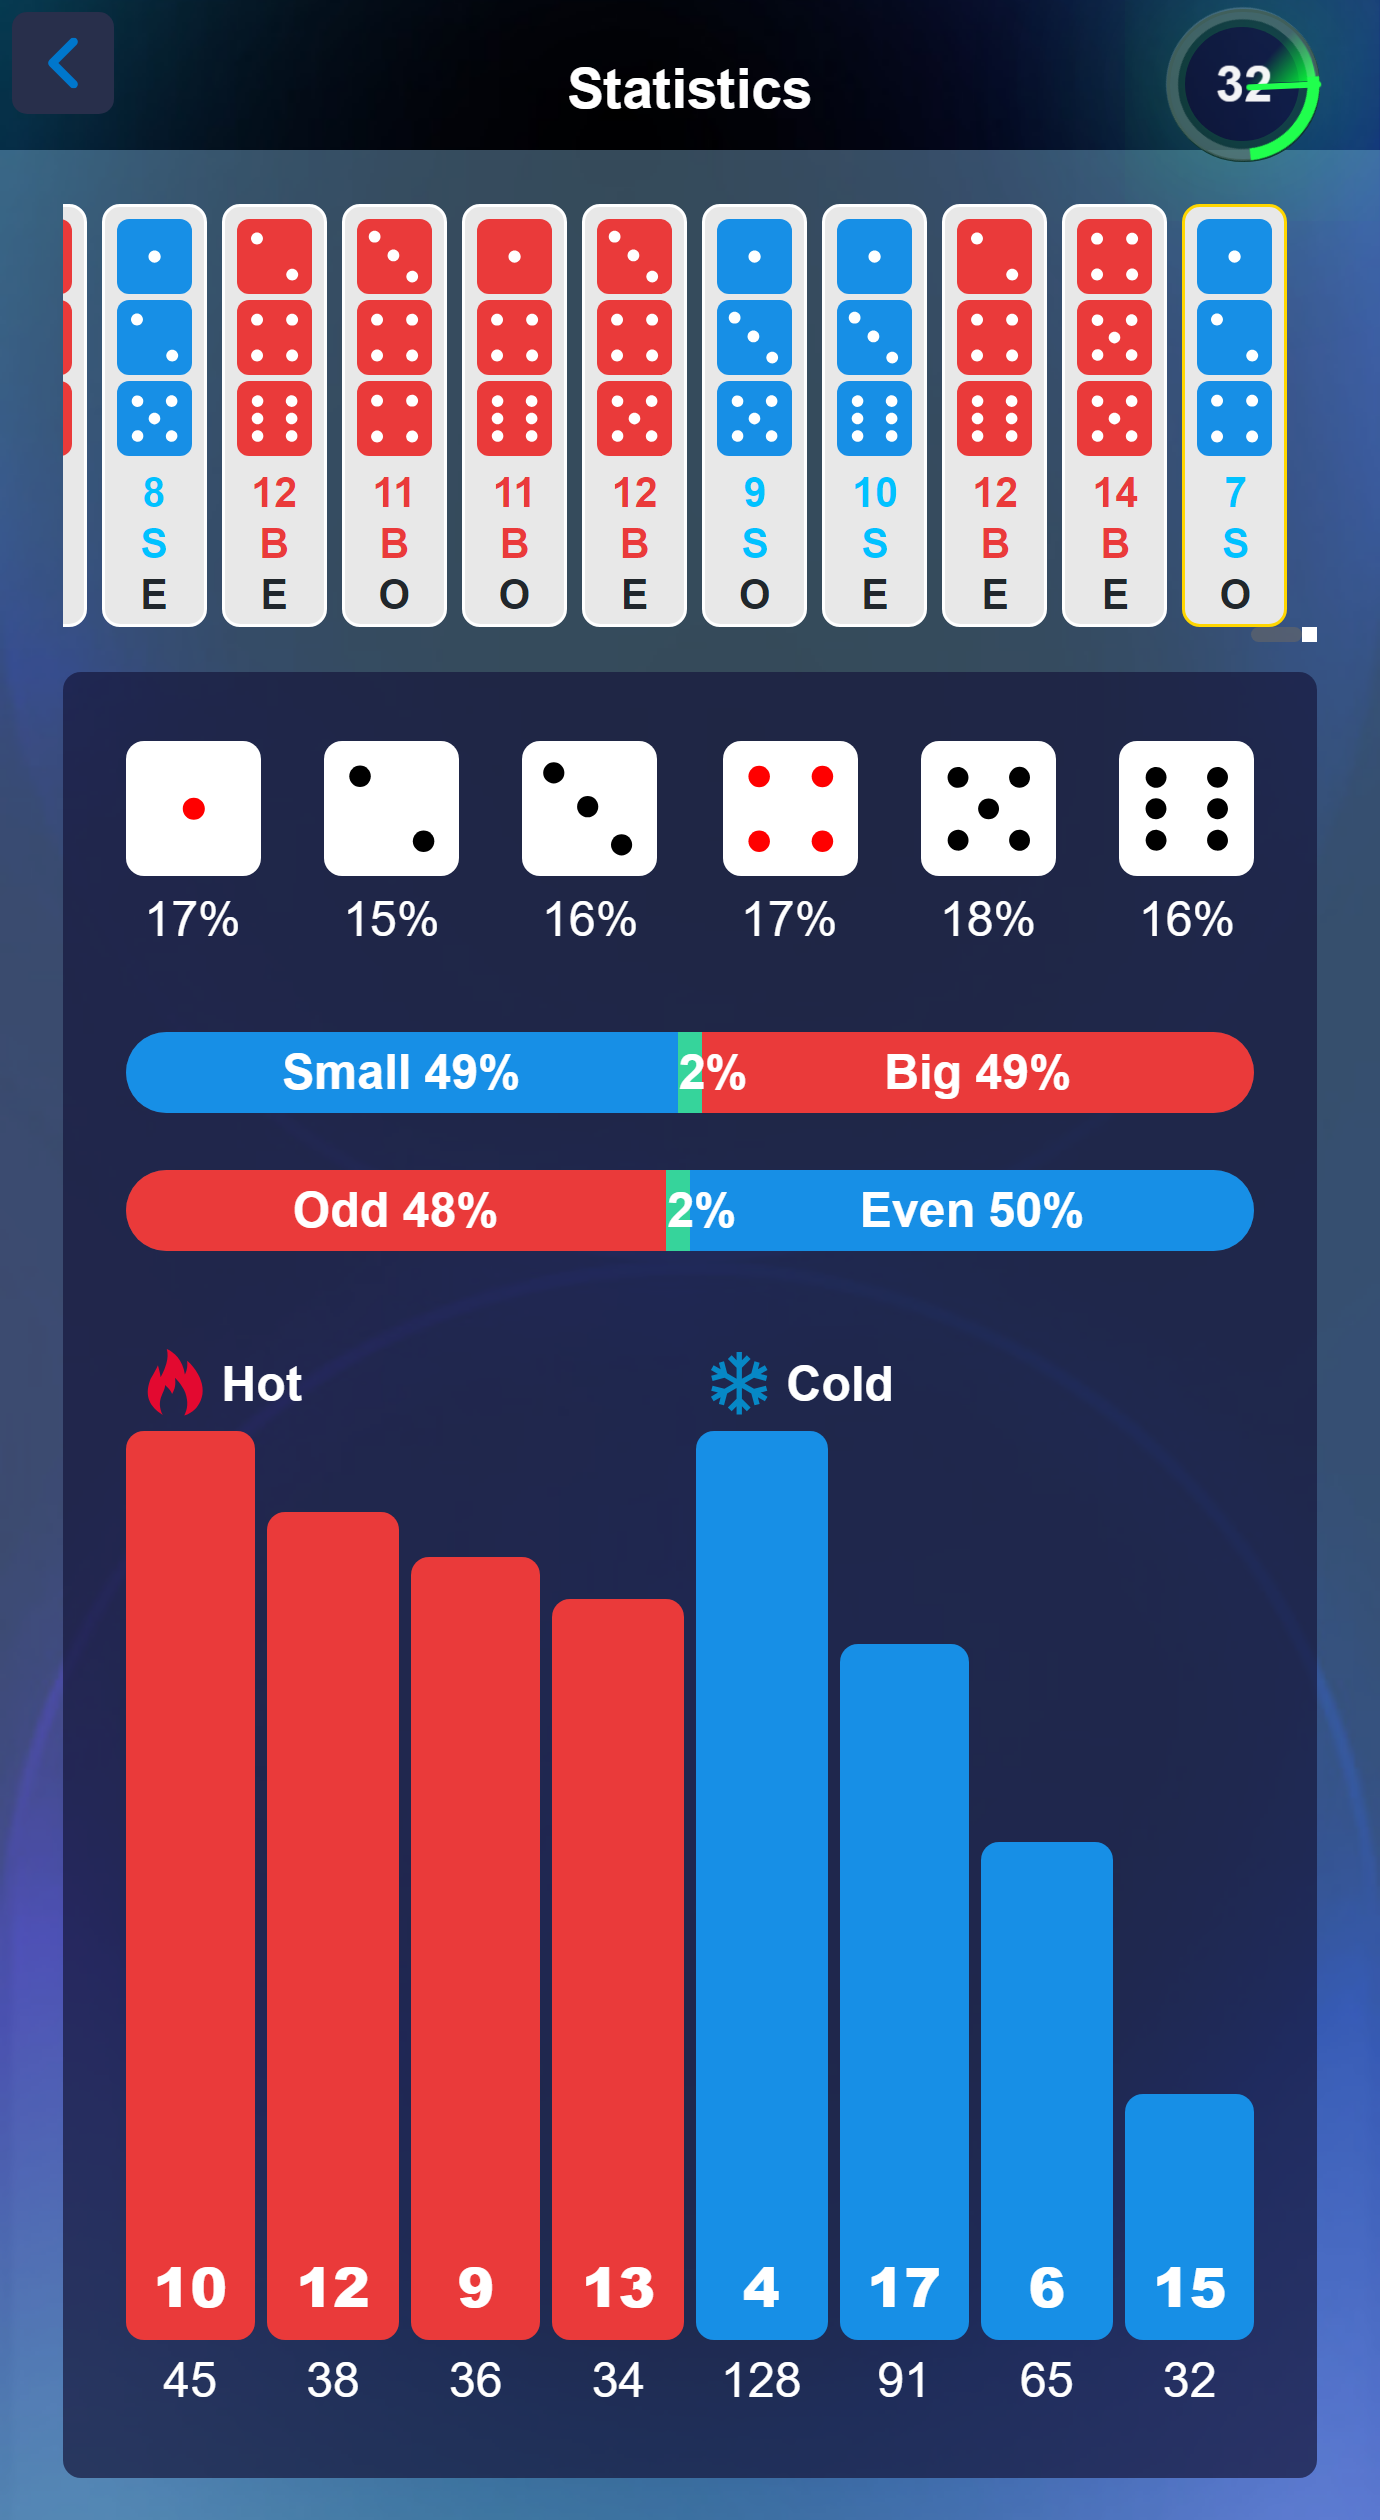 Statistics
32
8 12 11 11 12 9 10 12 14 7
S B B B B S S B B S
E E O O E O E E E O
17% 15% 16% 17% 18% 16%
Small 49% 2% Big 49%
Odd 48% 2% Even 50%
Hot Cold
10 12 9 13 4 17 6 15
45 38 36 34 128 91 65 32